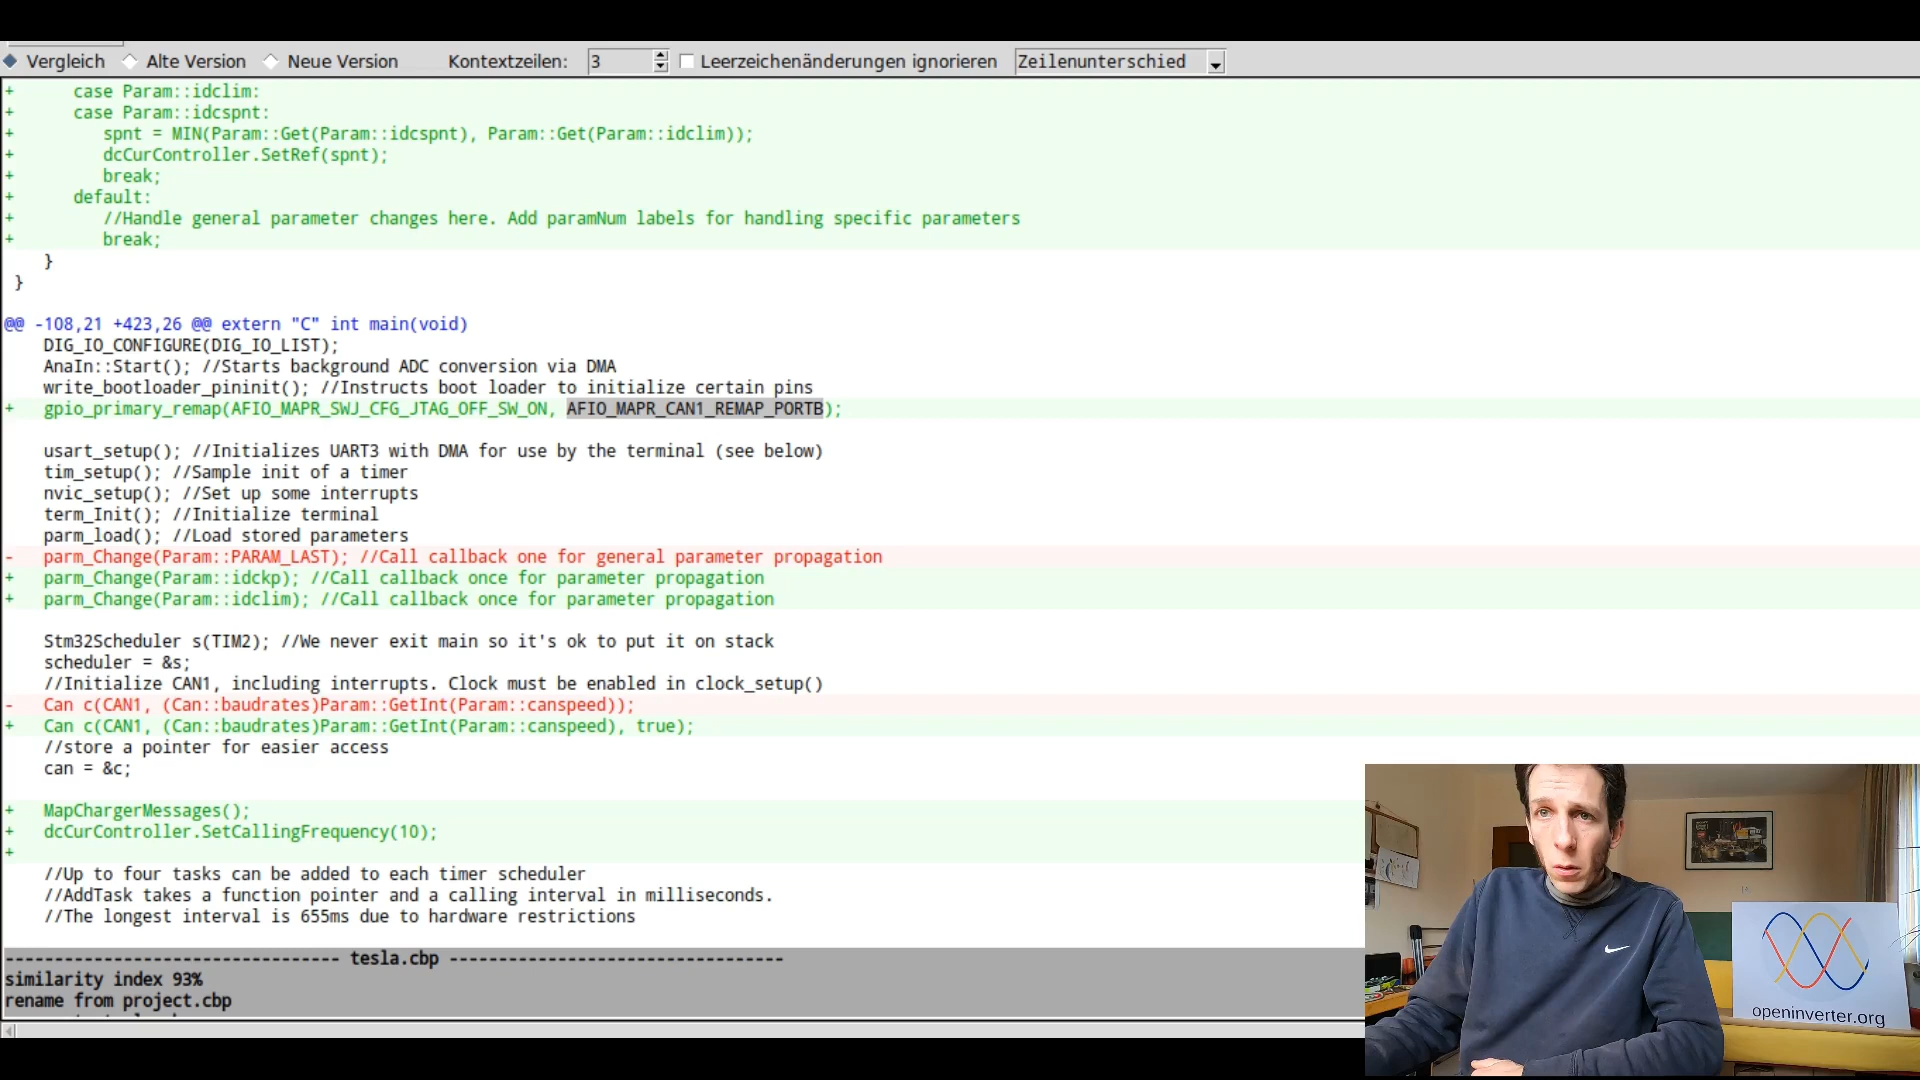 Vergleich Alte Version Neue Version Kontextzeilen: 3 Leerzeichenänderungen ignorieren Zeilenunterschied
+ case Param::idclim:
+ case Param::idcspnt:
+ spnt = MIN(Param::Get(Param::idcspnt), Param::Get(Param::idclim));
+ dcCurController.SetRef(spnt);
+ break;
+ default:
+ //Handle general parameter changes here. Add paramNum labels for handling specific parameters
+ break;
}
}
@@ -108,21 +423,26 @@ extern "C" int main(void)
DIG_IO_CONFIGURE(DIG_IO_LIST);
AnaIn::Start(); //Starts background ADC conversion via DMA
write_bootloader_pininit(); //Instructs boot loader to initialize certain pins
+ gpio_primary_remap(AFIO_MAPR_SWJ_CFG_JTAG_OFF_SW_ON, AFIO_MAPR_CAN1_REMAP_PORTB);
usart_setup(); //Initializes UART3 with DMA for use by the terminal (see below)
tim_setup(); //Sample init of a timer
nvic_setup(); //Set up some interrupts
term_Init(); //Initialize terminal
parm_load(); //Load stored parameters
- parm_Change(Param::PARAM_LAST); //Call callback one for general parameter propagation
+ parm_Change(Param::idckp); //Call callback once for parameter propagation
+ parm_Change(Param::idclim); //Call callback once for parameter propagation
Stm32Scheduler s(TIM2); //We never exit main so it's ok to put it on stack
scheduler = &s;
//Initialize CAN1, including interrupts. Clock must be enabled in clock_setup()
- Can c(CAN1, (Can::baudrates)Param::GetInt(Param::canspeed));
+ Can c(CAN1, (Can::baudrates)Param::GetInt(Param::canspeed), true);
//store a pointer for easier access
can = &c;
+ MapChargerMessages();
+ dcCurController.SetCallingFrequency(10);
+
//Up to four tasks can be added to each timer scheduler
//AddTask takes a function pointer and a calling interval in milliseconds.
//The longest interval is 655ms due to hardware restrictions
---------------------------------- tesla.cbp ----------------------------------
similarity index 93%
rename from project.cbp
openinverter.org